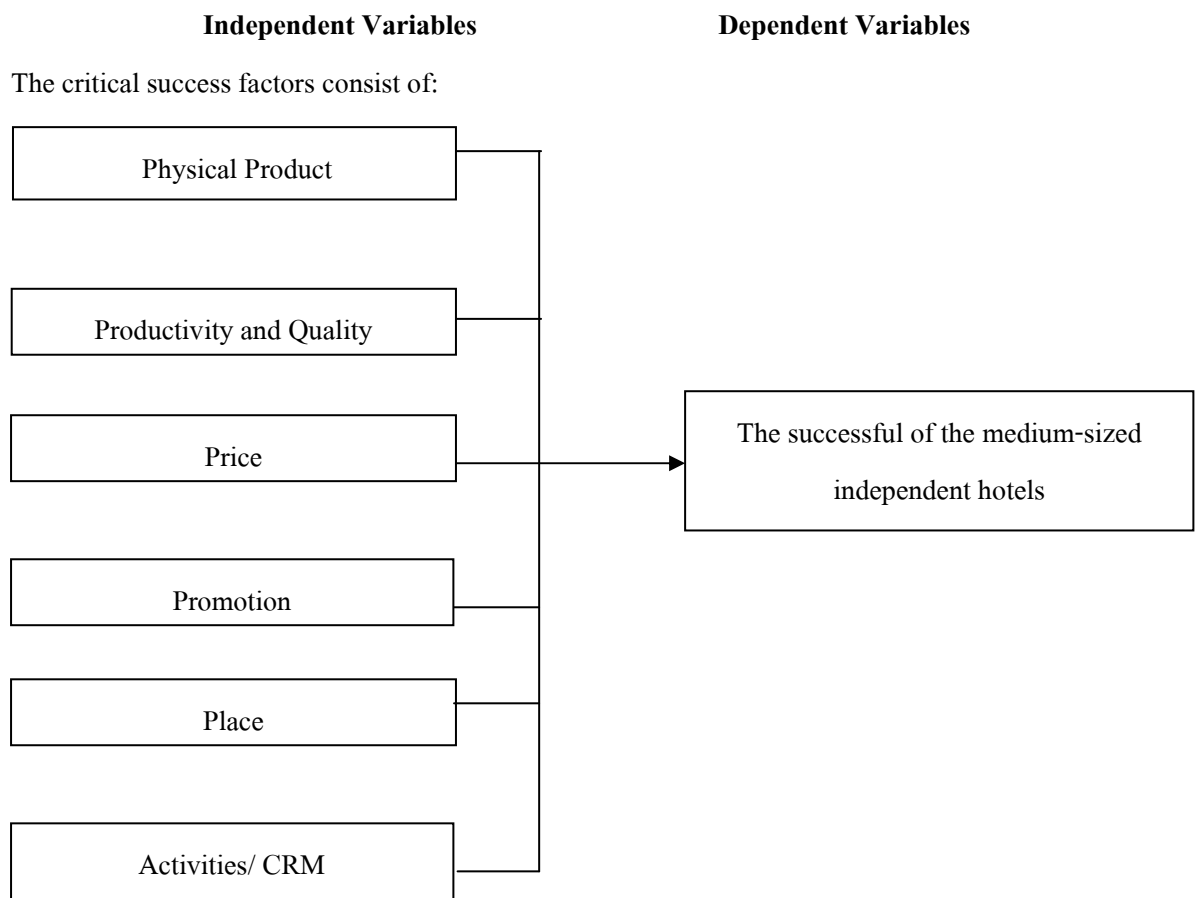 Independent Variables
Dependent Variables
The critical success factors consist of:
Physical Product
Productivity and Quality
Price
The successful of the medium-sized
independent hotels
Promotion
Place
Activities/ CRM